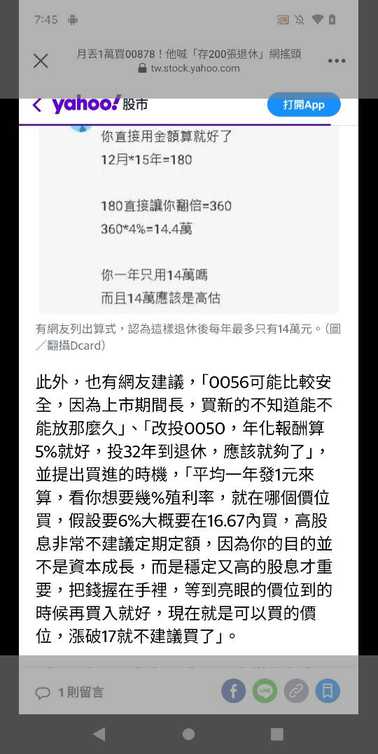 7:45
月丟1萬買00878！他喊「存200張退休」網搖頭
tw.stock.yahoo.com
yahoo!股市
打開App
你直接用金額算就好了
12月*15年=180
180直接讓你翻倍=360
360*4%=14.4萬
你一年只用14萬嗎
而且14萬應該是高估
有網友列出算式，認為這樣退休後每年最多只有14萬元。（圖
／翻攝Dcard）
此外，也有網友建議，「0056可能比較安
全，因為上市期間長，買新的不知道能不
能放那麼久」、「改投0050，年化報酬算
5%就好，投32年到退休，應該就夠了」，
並提出買進的時機，「平均一年發1元來
算，看你想要幾%殖利率，就在哪個價位
買，假設要6%大概要在16.67內買，高股
息非常不建議定期定額，因為你的目的並
不是資本成長，而是穩定又高的股息才重
要，把錢握在手裡，等到亮眼的價位到的
時候再買入就好，現在就是可以買的價
位，漲破17就不建議買了」。
1則留言